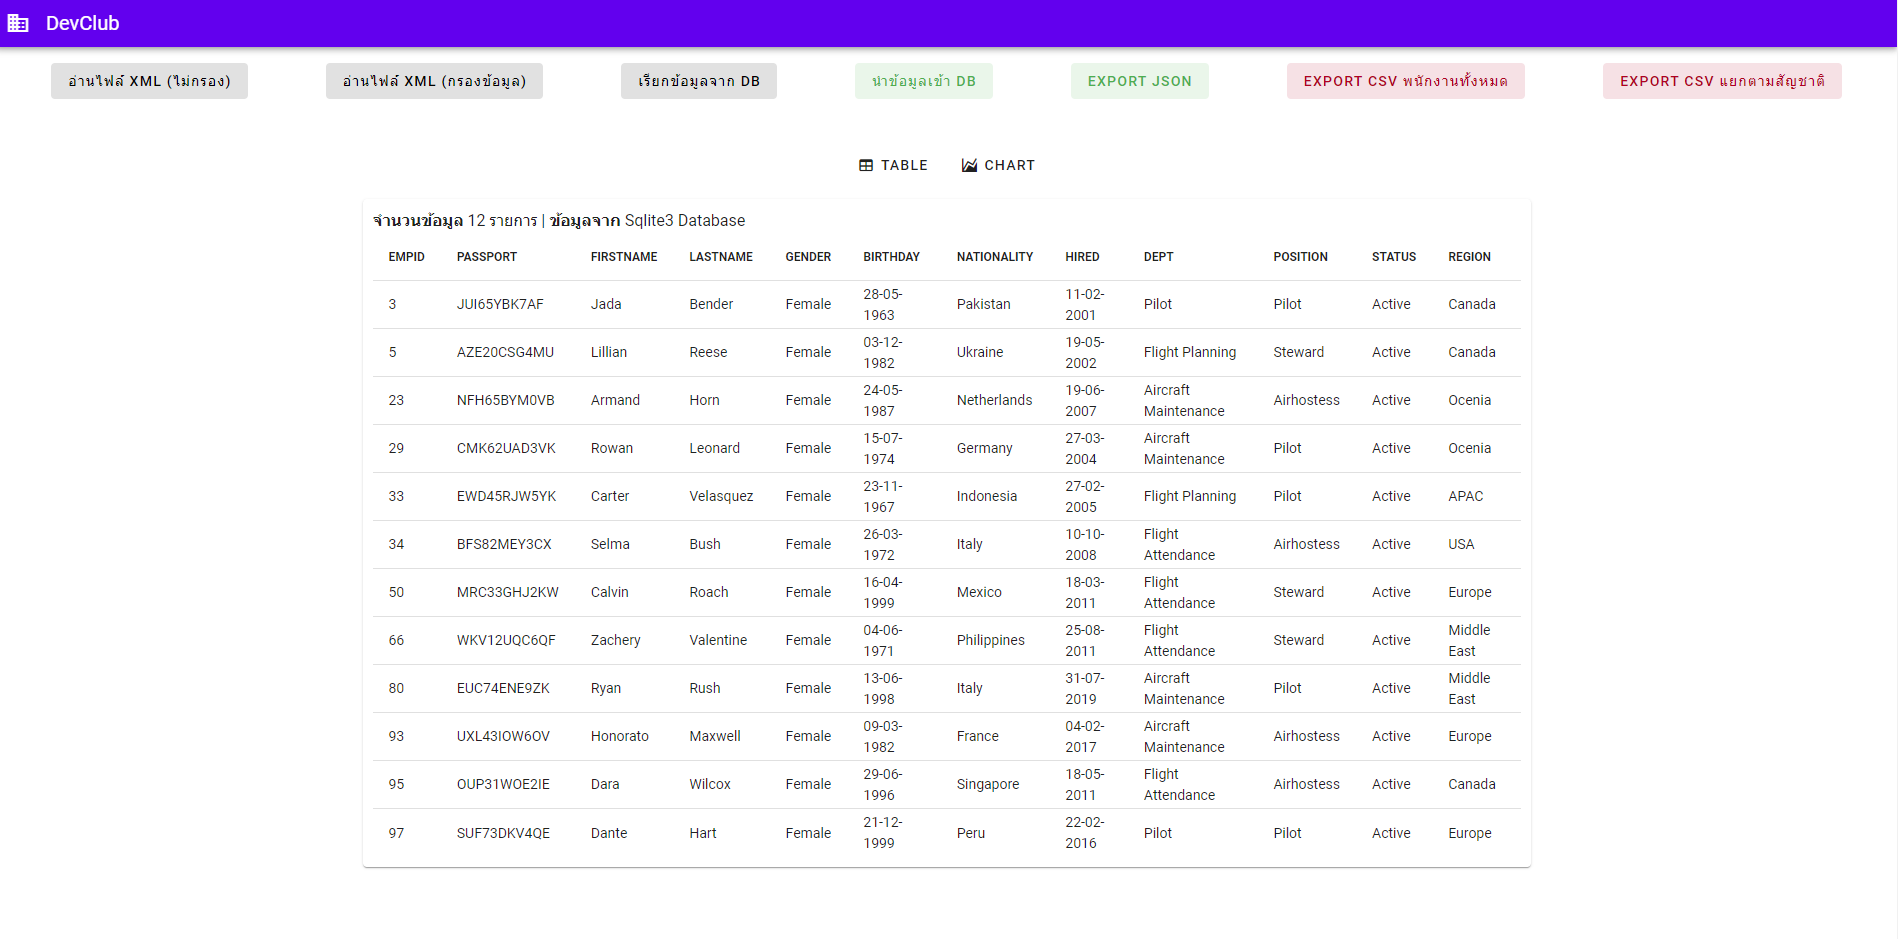 DevClub
อ่านไฟล์ XML (ไม่กรอง) อ่านไฟล์ XML (กรองข้อมูล) เรียกข้อมูลจาก DB นำข้อมูลเข้า DB EXPORT JSON EXPORT CSV พนักงานทั้งหมด EXPORT CSV แยกตามสัญชาติ
TABLE CHART
จำนวนข้อมูล 12 รายการ | ข้อมูลจาก Sqlite3 Database
EMPID PASSPORT FIRSTNAME LASTNAME GENDER BIRTHDAY NATIONALITY HIRED DEPT POSITION STATUS REGION
3 JUI65YBK7AF Jada Bender Female 28-05-1963 Pakistan 11-02-2001 Pilot Pilot Active Canada
5 AZE20CSG4MU Lillian Reese Female 03-12-1982 Ukraine 19-05-2002 Flight Planning Steward Active Canada
23 NFH65BYM0VB Armand Horn Female 24-05-1987 Netherlands 19-06-2007 Aircraft Maintenance Airhostess Active Ocenia
29 CMK62UAD3VK Rowan Leonard Female 15-07-1974 Germany 27-03-2004 Aircraft Maintenance Pilot Active Ocenia
33 EWD45RJW5YK Carter Velasquez Female 23-11-1967 Indonesia 27-02-2005 Flight Planning Pilot Active APAC
34 BFS82MEY3CX Selma Bush Female 26-03-1972 Italy 10-10-2008 Flight Attendance Airhostess Active USA
50 MRC33GHJ2KW Calvin Roach Female 16-04-1999 Mexico 18-03-2011 Flight Attendance Steward Active Europe
66 WKV12UQC6QF Zachery Valentine Female 04-06-1971 Philippines 25-08-2011 Flight Attendance Steward Active Middle East
80 EUC74ENE9ZK Ryan Rush Female 13-06-1998 Italy 31-07-2019 Aircraft Maintenance Pilot Active Middle East
93 UXL43IOW6OV Honorato Maxwell Female 09-03-1982 France 04-02-2017 Aircraft Maintenance Airhostess Active Europe
95 OUP31WOE2IE Dara Wilcox Female 29-06-1996 Singapore 18-05-2011 Flight Attendance Airhostess Active Canada
97 SUF73DKV4QE Dante Hart Female 21-12-1999 Peru 22-02-2016 Pilot Pilot Active Europe